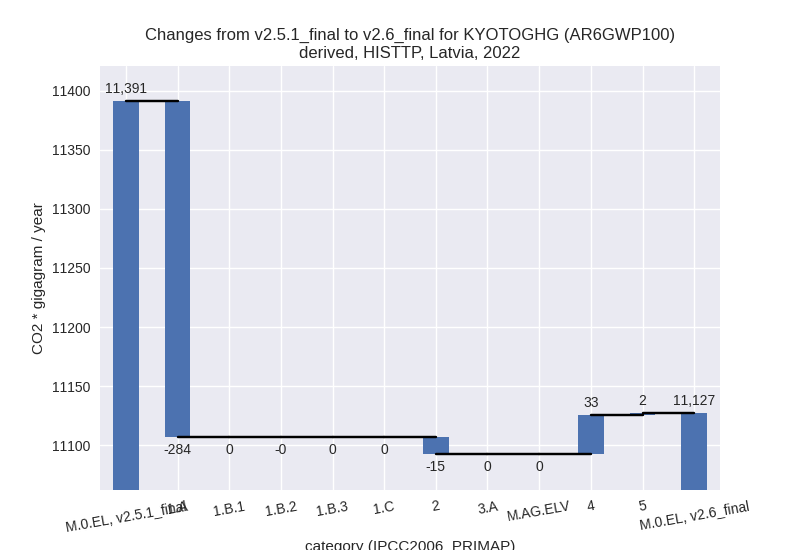 Changes from v2.5.1_final to v2.6_final for KYOTOGHG (AR6GWP100)
derived, HISTTP, Latvia, 2022
CO2 * gigagram / year
11400
11350
11300
11250
11200
11150
11100
11,391
-284
0
-0
0
0
-15
0
0
33
2
11,127
M.0.EL, v2.5.1_final
1.A
1.B.1
1.B.2
1.B.3
1.C
2
3.A
M.AG.ELV
4
5
M.0.EL, v2.6_final
category (IPCC2006_PRIMAP)